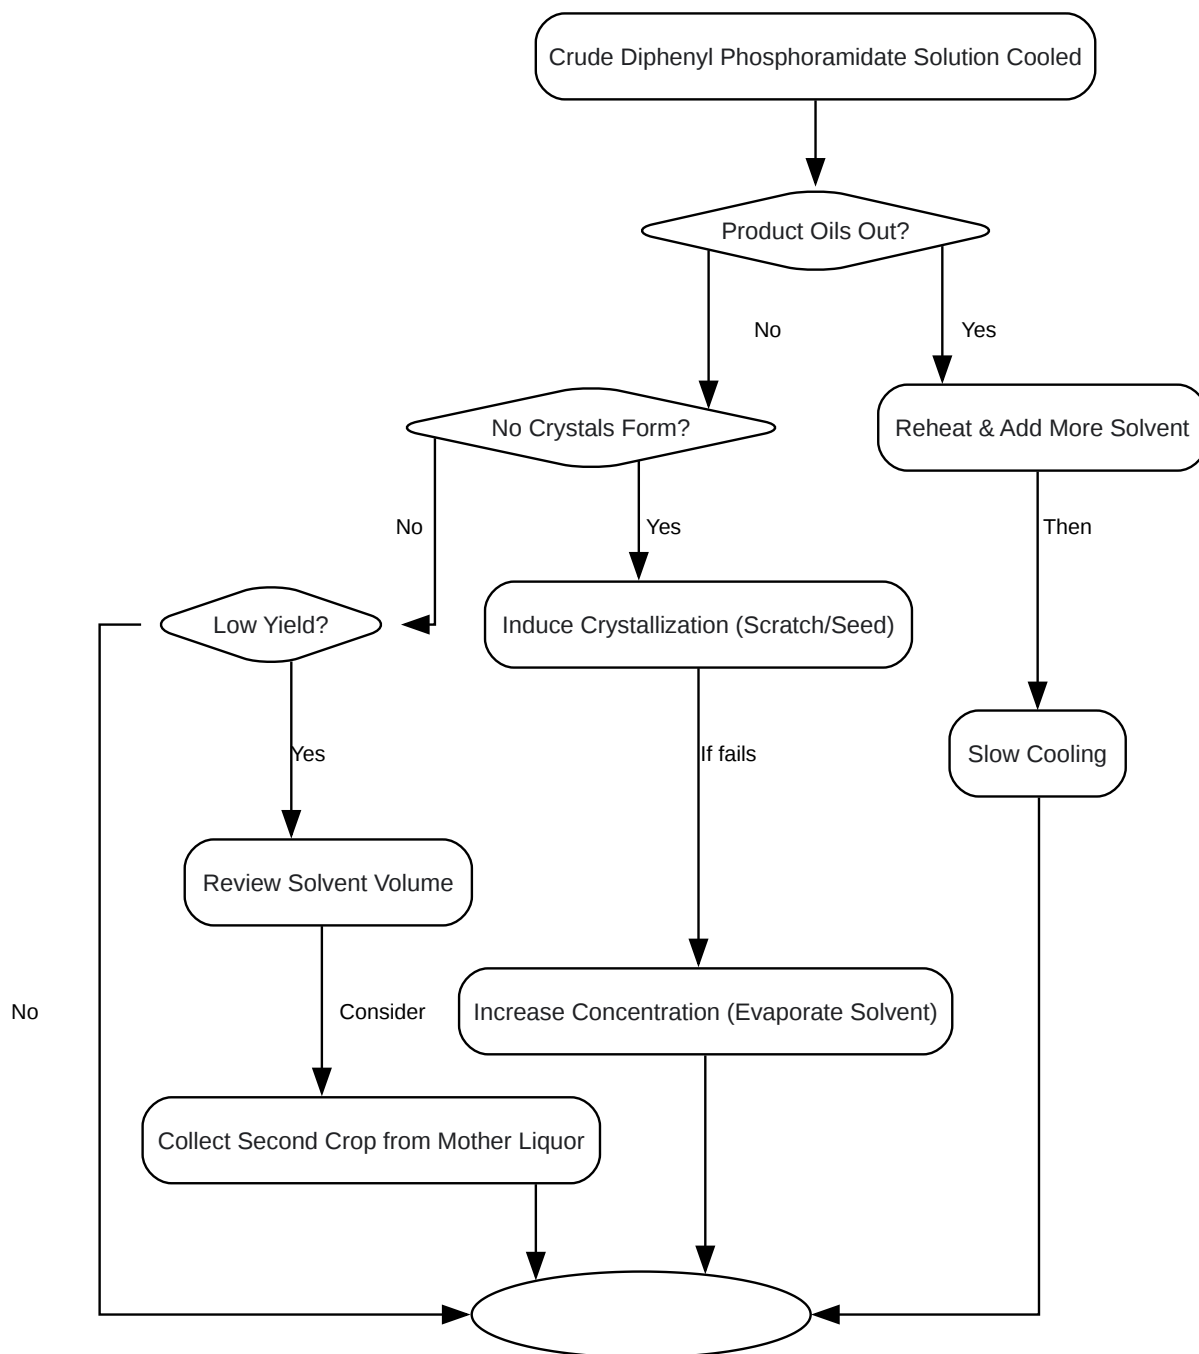 Crude Diphenyl Phosphoramidate Solution Cooled
Product Oils Out?
No
Yes
No Crystals Form?
Reheat & Add More Solvent
No
Yes
Then
Low Yield?
Induce Crystallization (Scratch/Seed)
Yes
If fails
Slow Cooling
Review Solvent Volume
No
Consider
Increase Concentration (Evaporate Solvent)
Collect Second Crop from Mother Liquor